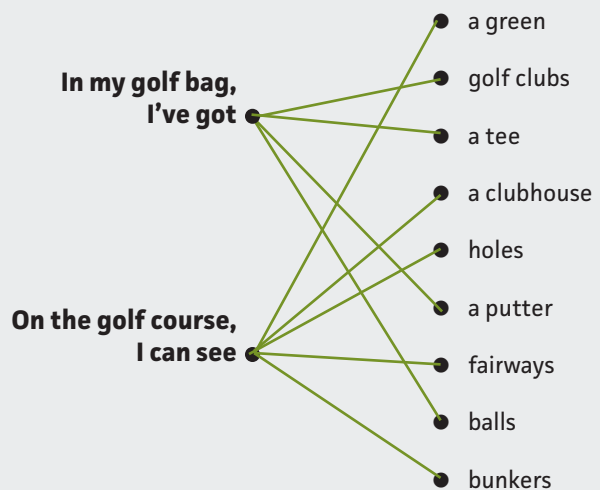 In my golf bag,
I've got
On the golf course,
I can see
a green
golf clubs
a tee
a clubhouse
holes
a putter
fairways
balls
bunkers